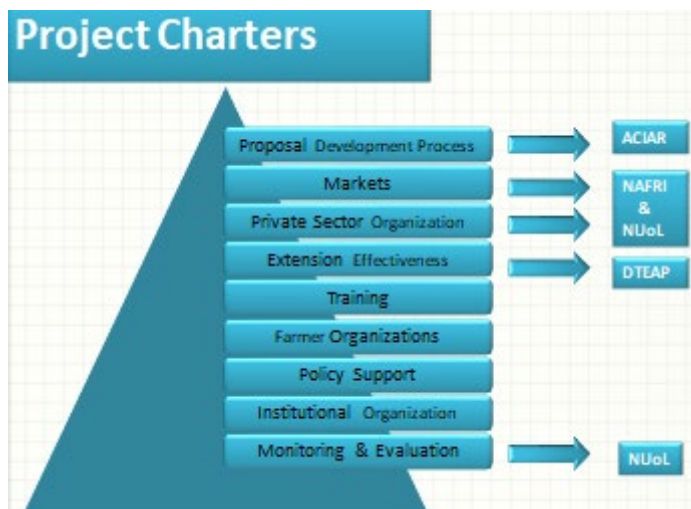 Project Charters
Proposal Development Process
ACIAR
Markets
NAFRI
&
NUoL
Private Sector Organization
Extension Effectiveness
DTEAP
Training
Farmer Organizations
Policy Support
Institutional Organization
Monitoring & Evaluation
NUoL